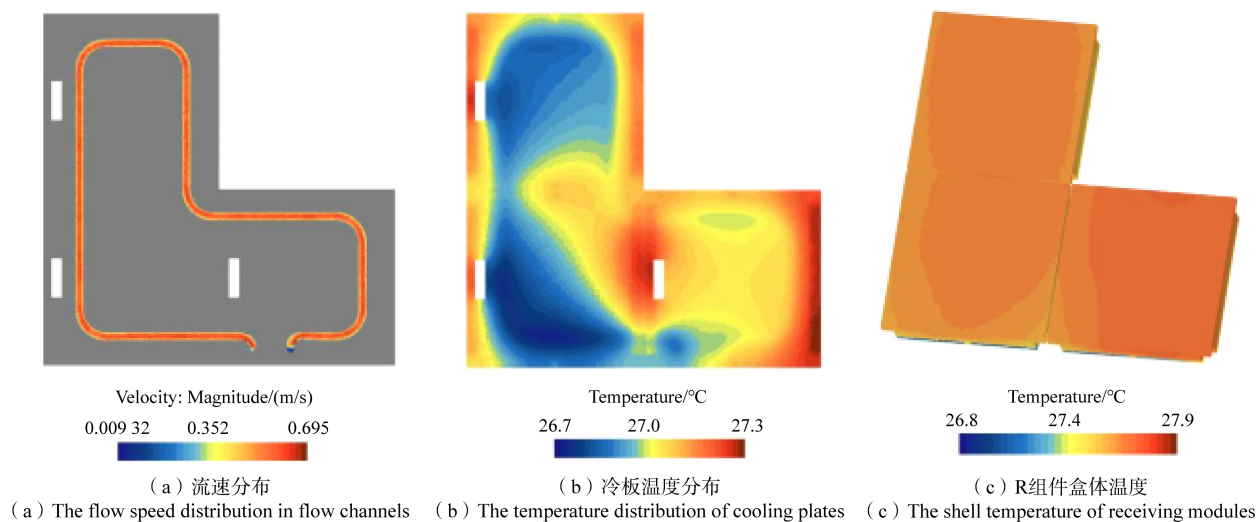 Velocity: Magnitude/(m/s)
0.009 32 0.352 0.695
(a)流速分布
(a)The flow speed distribution in flow channels
Temperature/℃
26.7 27.0 27.3
(b)冷板温度分布
(b)The temperature distribution of cooling plates
Temperature/℃
26.8 27.4 27.9
(c)R组件盒体温度
(c)The shell temperature of receiving modules